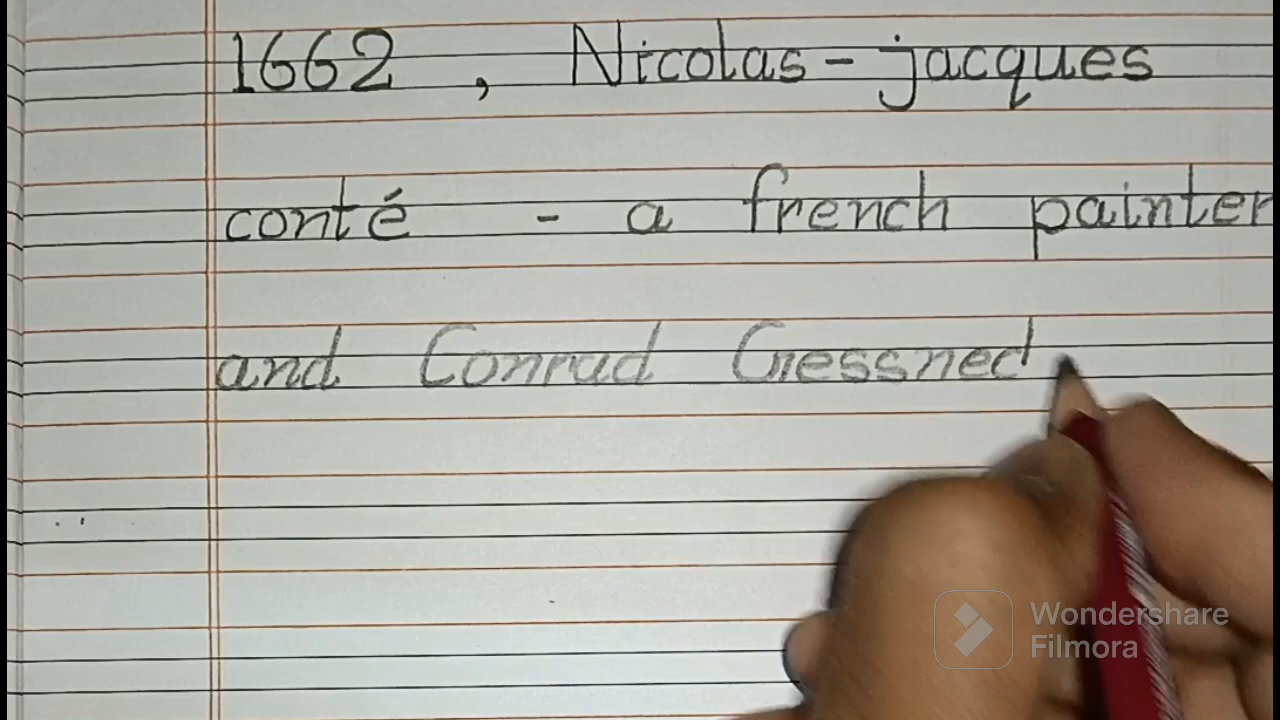 1662 , Nicolas - jacques
conté - a french painter
and Conrad Gessned
Wondershare
Filmora